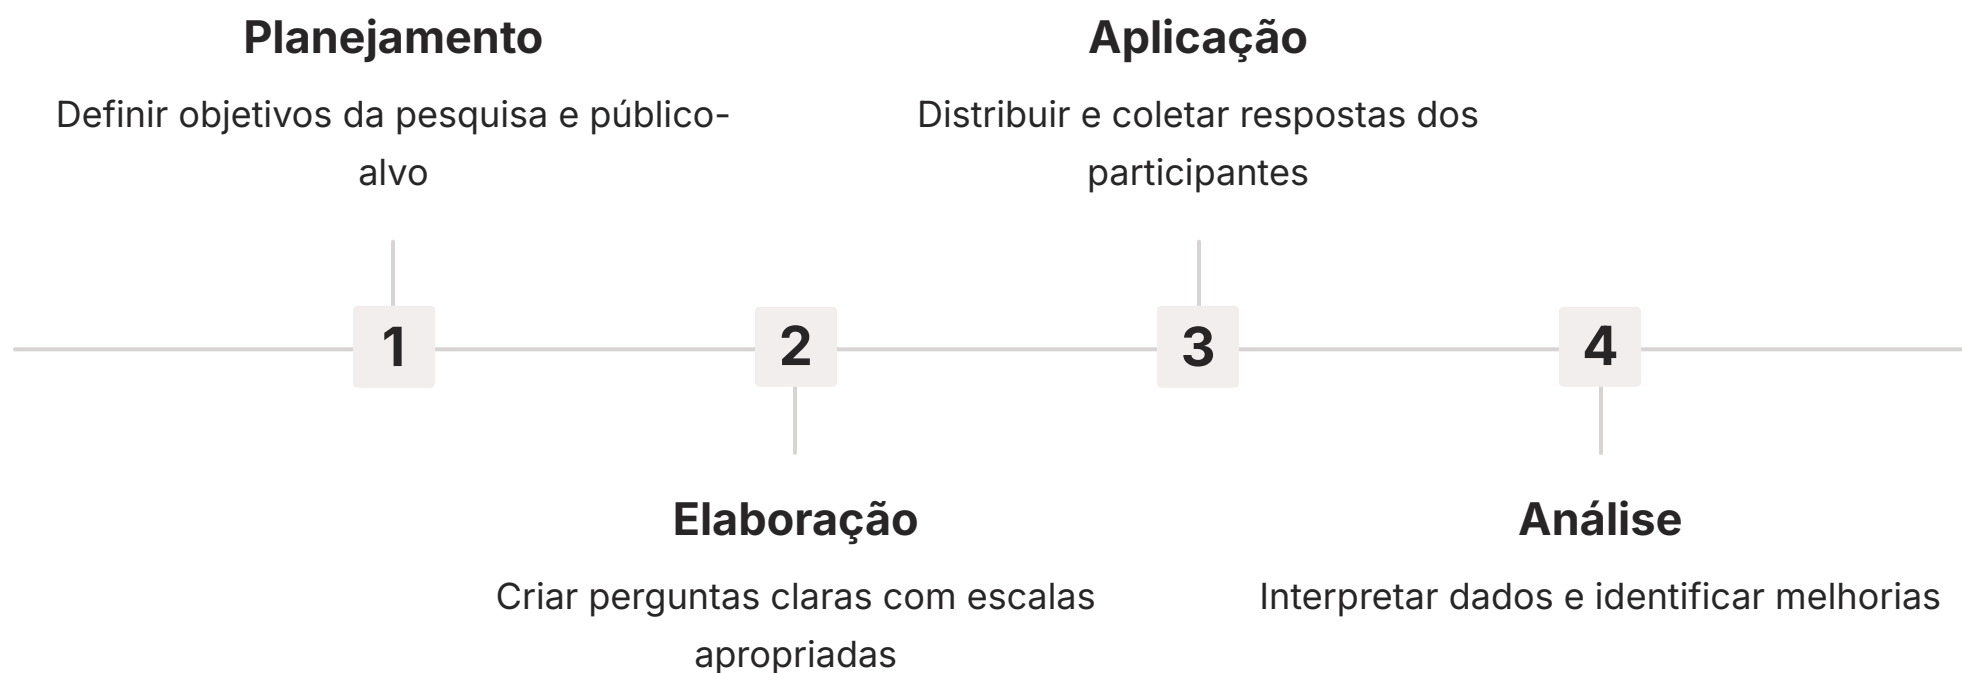 Planejamento
Definir objetivos da pesquisa e público-
alvo
1
2
Elaboração
Criar perguntas claras com escalas
apropriadas
Aplicação
Distribuir e coletar respostas dos
participantes
3
4
Análise
Interpretar dados e identificar melhorias